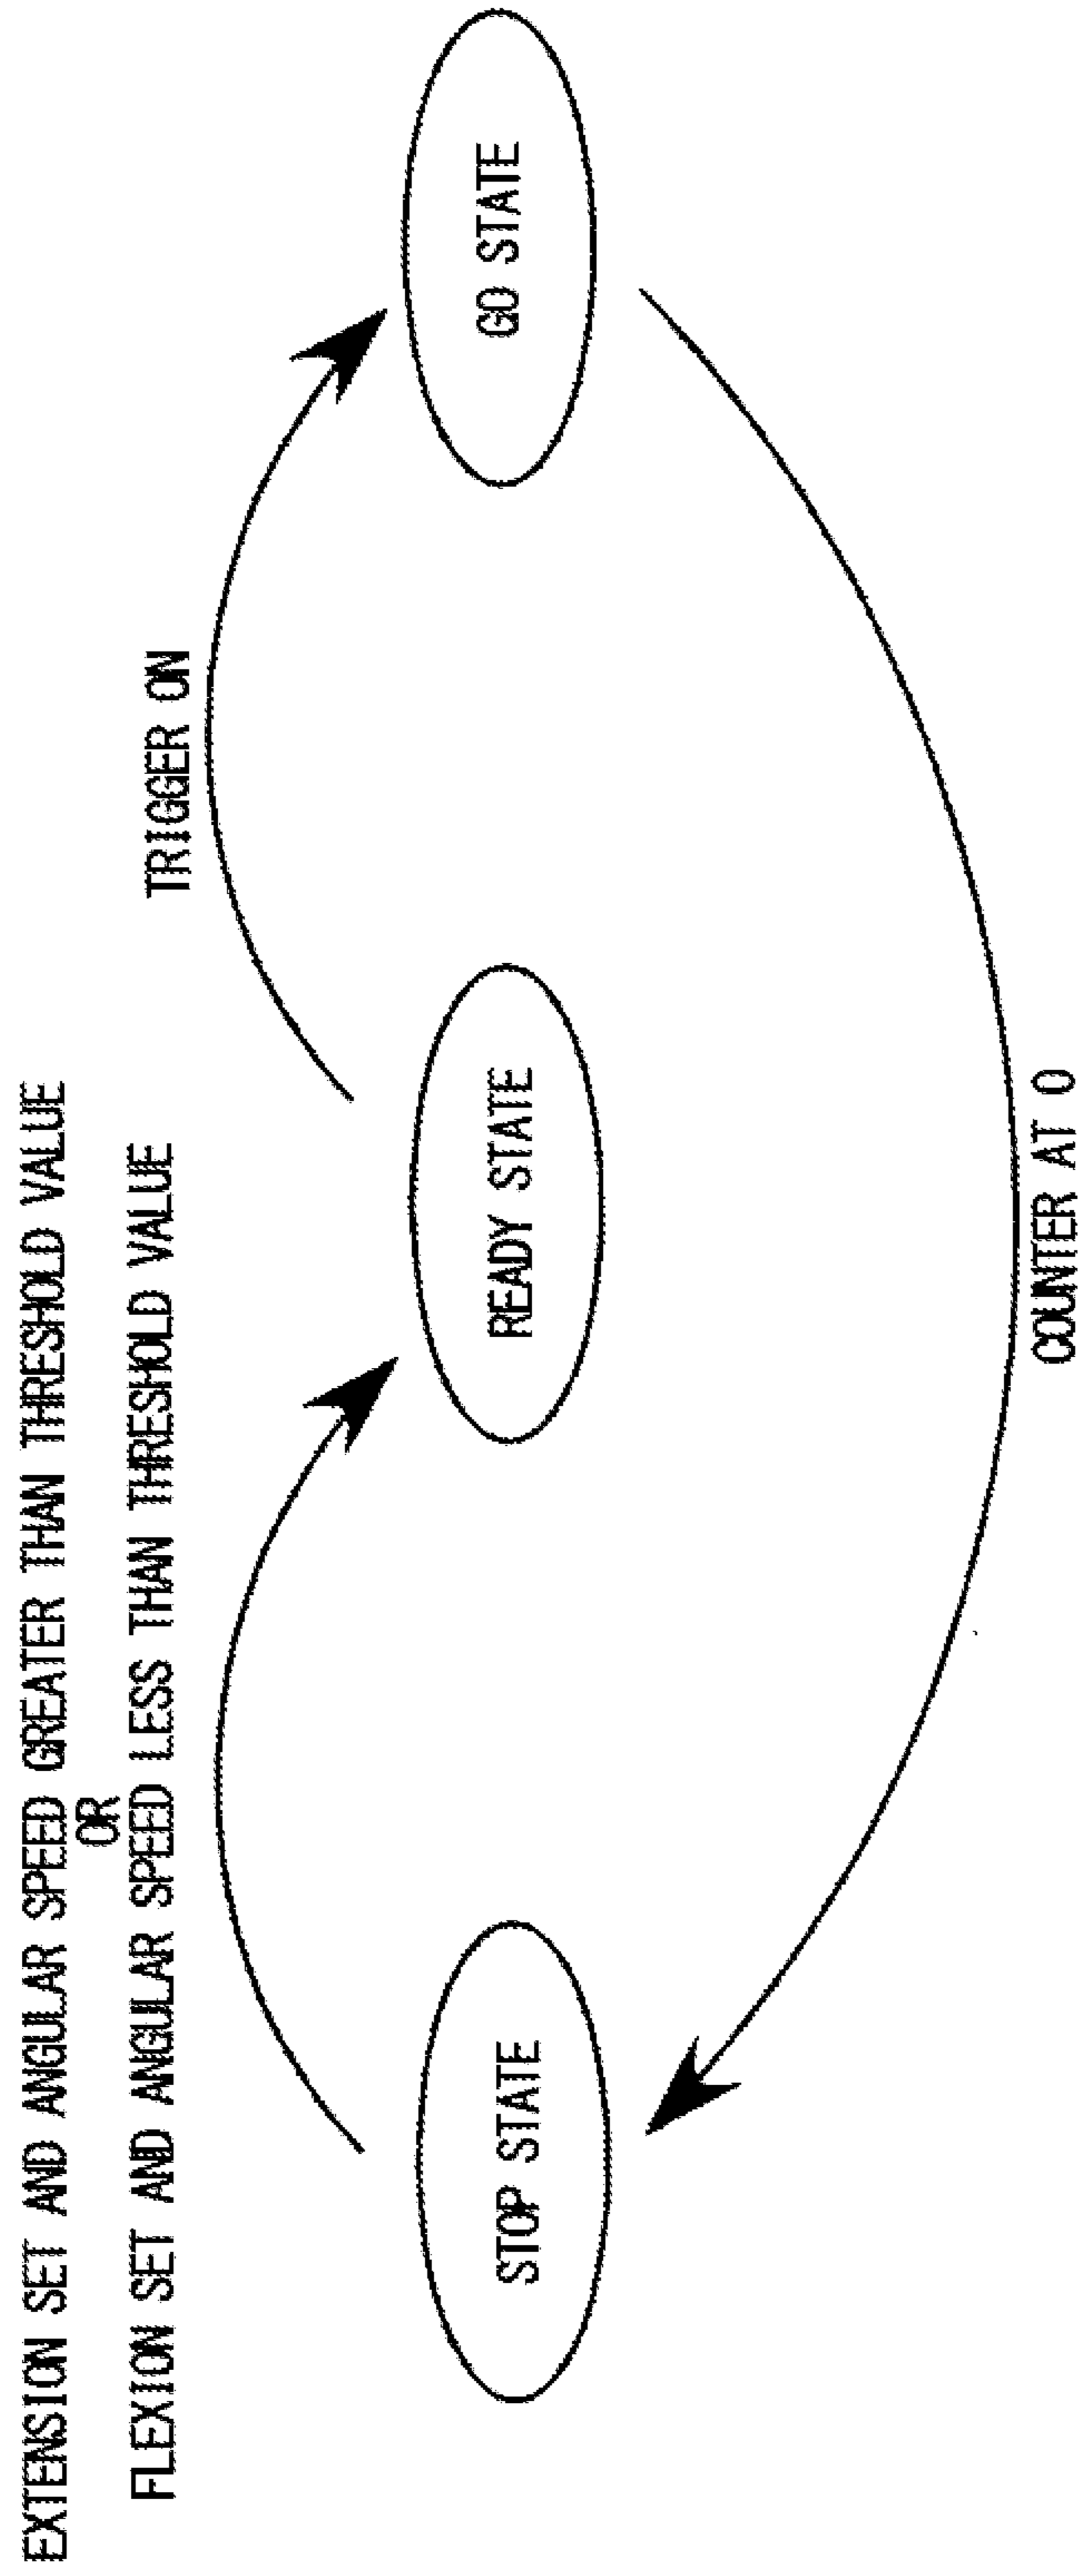 EXTENSION SET AND ANGULAR SPEED GREATER THAN THRESHOLD VALUE
OR
FLEXION SET AND ANGULAR SPEED LESS THAN THRESHOLD VALUE
TRIGGER ON
STOP STATE
READY STATE
GO STATE
COUNTER AT 0